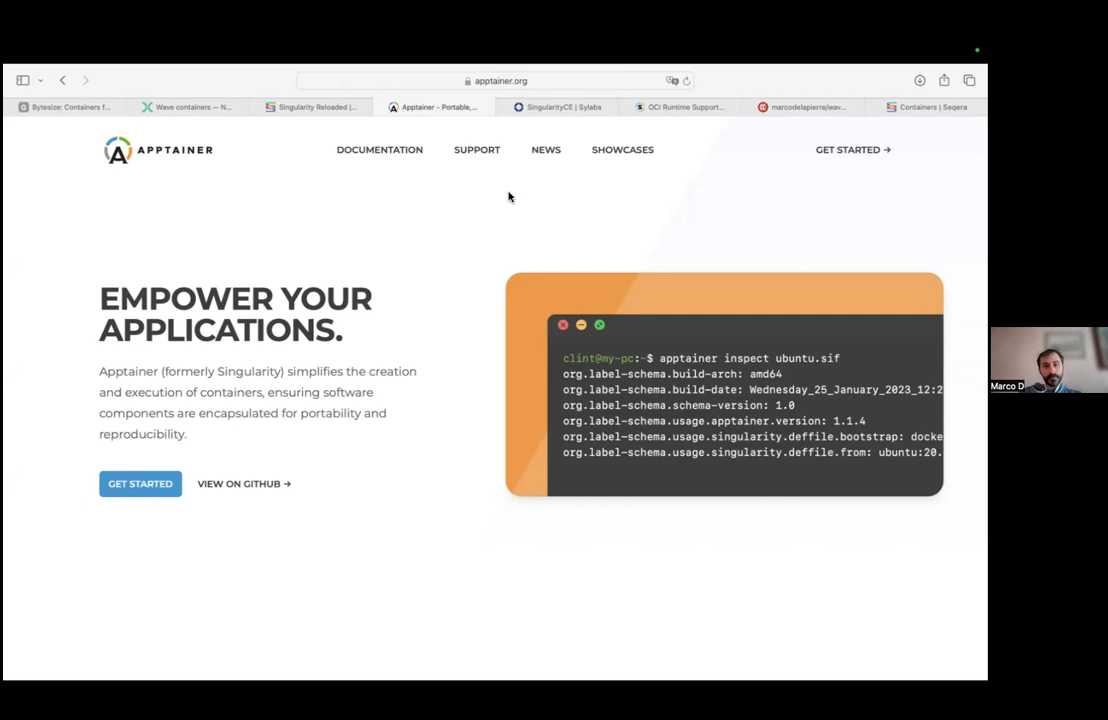 apptainer.org
Bytesize: Containers f...
Wave containers — N...
Singularity Reloaded |...
Apptainer - Portable,...
SingularityCE | Sylabs
OCI Runtime Support...
marcodelapierre/wav...
Containers | Seqera
APPTAINER
DOCUMENTATION
SUPPORT
NEWS
SHOWCASES
GET STARTED →
EMPOWER YOUR
APPLICATIONS.
Apptainer (formerly Singularity) simplifies the creation
and execution of containers, ensuring software
components are encapsulated for portability and
reproducibility.
GET STARTED
VIEW ON GITHUB →
clint@my-pc:~$ apptainer inspect ubuntu.sif
org.label-schema.build-arch: amd64
org.label-schema.build-date: Wednesday_25_January_2023_12:2
org.label-schema.schema-version: 1.0
org.label-schema.usage.apptainer.version: 1.1.4
org.label-schema.usage.singularity.deffile.bootstrap: docke
org.label-schema.usage.singularity.deffile.from: ubuntu:20.
Marco D